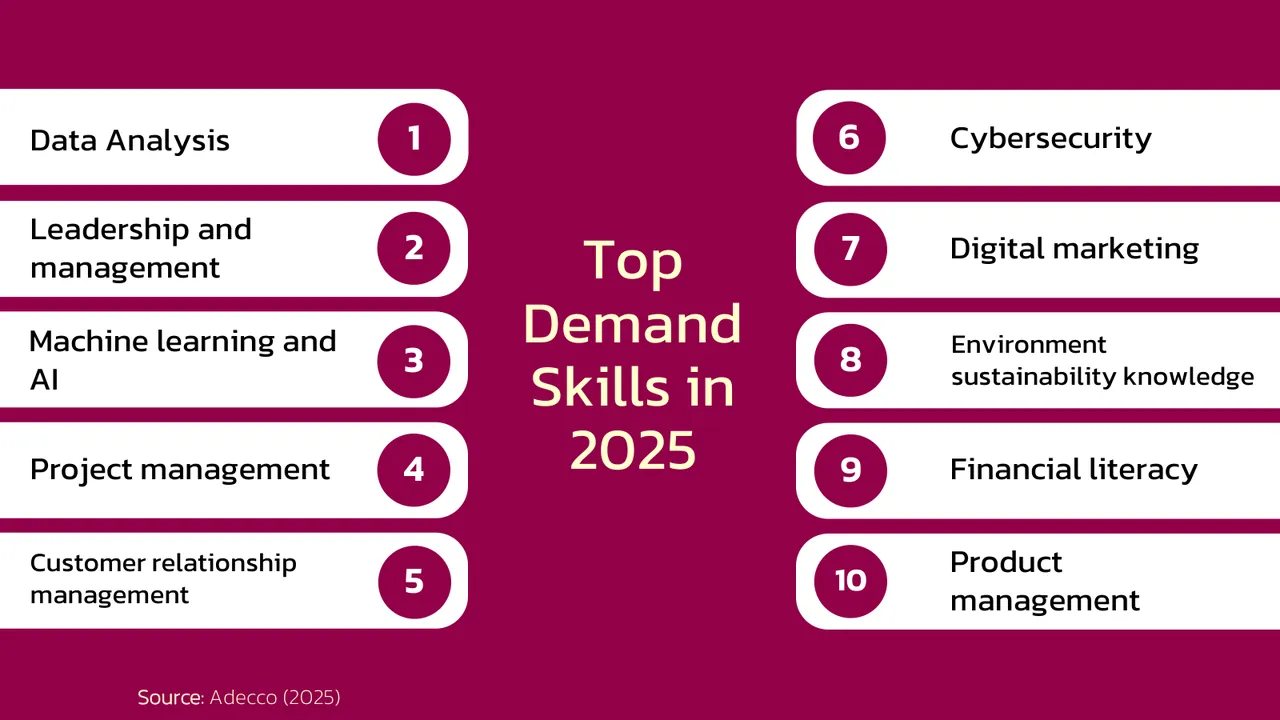 Top
Demand
Skills in
2025
Data Analysis
1
Leadership and
management
2
Machine learning and
AI
3
Project management
4
Customer relationship
management
5
6
Cybersecurity
7
Digital marketing
8
Environment
sustainability knowledge
9
Financial literacy
10
Product
management
Source: Adecco (2025)